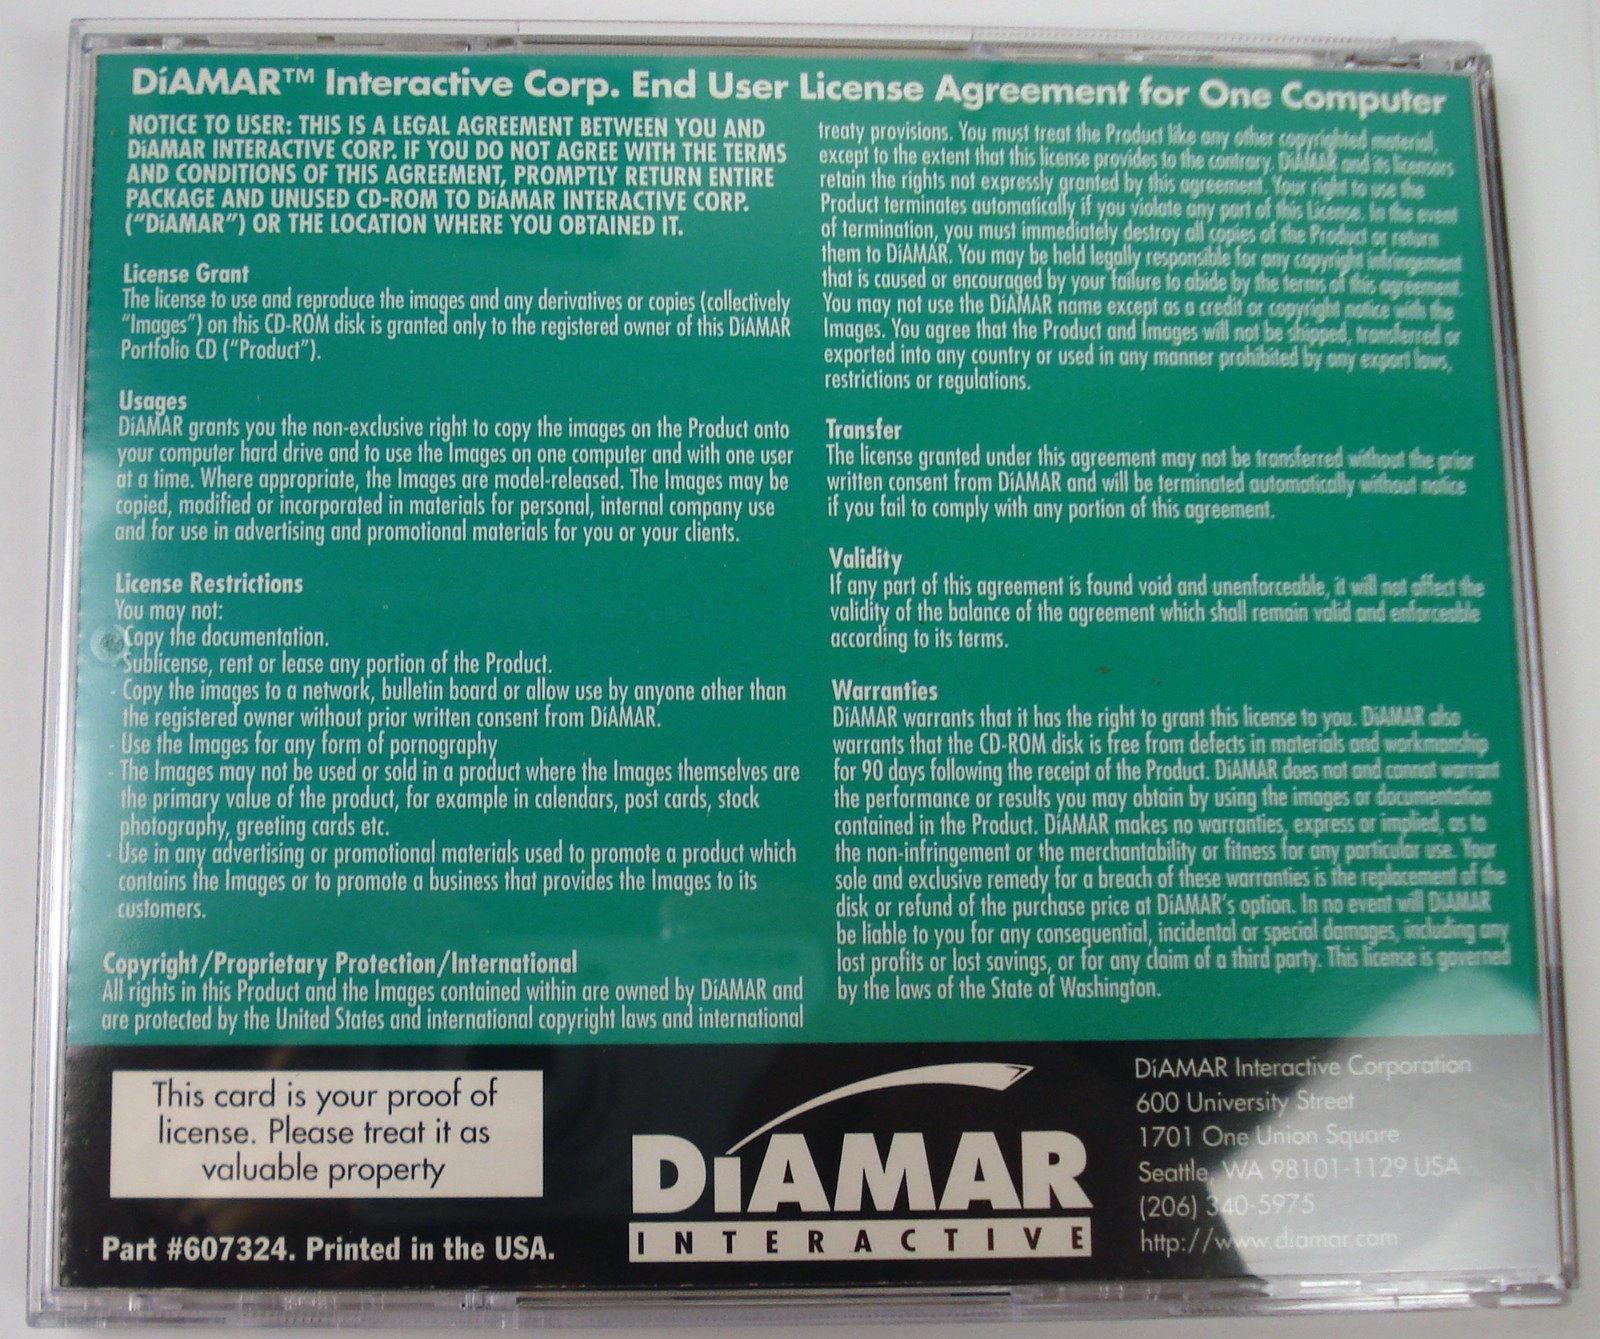 DíAMAR™ Interactive Corp. End User License Agreement for One Computer
NOTICE TO USER: THIS IS A LEGAL AGREEMENT BETWEEN YOU AND
DíAMAR INTERACTIVE CORP. IF YOU DO NOT AGREE WITH THE TERMS
AND CONDITIONS OF THIS AGREEMENT, PROMPTLY RETURN ENTIRE
PACKAGE AND UNUSED CD-ROM TO DíAMAR INTERACTIVE CORP.
("DíAMAR") OR THE LOCATION WHERE YOU OBTAINED IT.
License Grant
The license to use and reproduce the images and any derivatives or copies (collectively
"Images") on this CD-ROM disk is granted only to the registered owner of this DíAMAR
Portfolio CD ("Product").
Usages
DíAMAR grants you the non-exclusive right to copy the images on the Product onto
your computer hard drive and to use the Images on one computer and with one user
at a time. Where appropriate, the Images are model-released. The Images may be
copied, modified or incorporated in materials for personal, internal company use
and for use in advertising and promotional materials for you or your clients.
License Restrictions
You may not:
Copy the documentation.
- Sublicense, rent or lease any portion of the Product.
- Copy the images to a network, bulletin board or allow use by anyone other than
the registered owner without prior written consent from DíAMAR.
- Use the Images for any form of pornography
- The Images may not be used or sold in a product where the Images themselves are
the primary value of the product, for example in calendars, post cards, stock
photography, greeting cards etc.
- Use in any advertising or promotional materials used to promote a product which
contains the Images or to promote a business that provides the Images to its
customers.
Copyright/Proprietary Protection/International
All rights in this Product and the Images contained within are owned by DíAMAR and
are protected by the United States and international copyright laws and international
treaty provisions. You must treat the Product like any other copyrighted material,
except to the extent that this license provides to the contrary. DíAMAR and its licensors
retain the rights not expressly granted by this agreement. Your right to use the
Product terminates automatically if you violate any part of this License. In the event
of termination, you must immediately destroy all copies of the Product or return
them to DíAMAR. You may be held legally responsible for any copyright infringement
that is caused or encouraged by your failure to abide by the terms of this agreement.
You may not use the DíAMAR name except as a credit or copyright notice with the
Images. You agree that the Product and Images will not be shipped, transferred or
exported into any country or used in any manner prohibited by any export laws,
restrictions or regulations.
Transfer
The license granted under this agreement may not be transferred without the prior
written consent from DíAMAR and will be terminated automatically without notice
if you fail to comply with any portion of this agreement.
Validity
If any part of this agreement is found void and unenforceable, it will not affect the
validity of the balance of the agreement which shall remain valid and enforceable
according to its terms.
Warranties
DíAMAR warrants that it has the right to grant this license to you. DíAMAR also
warrants that the CD-ROM disk is free from defects in materials and workmanship
for 90 days following the receipt of the Product. DíAMAR does not and cannot warrant
the performance or results you may obtain by using the images or documentation
contained in the Product. DíAMAR makes no warranties, express or implied, as to
the non-infringement or the merchantability or fitness for any particular use. Your
sole and exclusive remedy for a breach of these warranties is the replacement of the
disk or refund of the purchase price at DíAMAR's option. In no event will DíAMAR
be liable to you for any consequential, incidental or special damages, including any
lost profits or lost savings, or for any claim of a third party. This license is governed
by the laws of the State of Washington.
This card is your proof of
license. Please treat it as
valuable property
Part #607324. Printed in the USA.
DíAMAR
INTERACTIVE
DíAMAR Interactive Corporation
600 University Street
1701 One Union Square
Seattle, WA 98101-1129 USA
(206) 340-5975
http://www.diamar.com